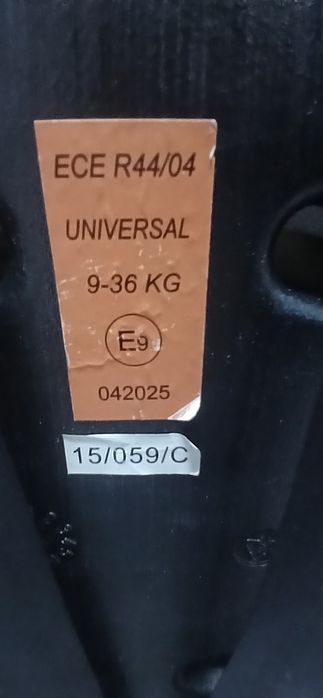 ECE R44/04
UNIVERSAL
9-36 KG
E9
042025
15/059/C